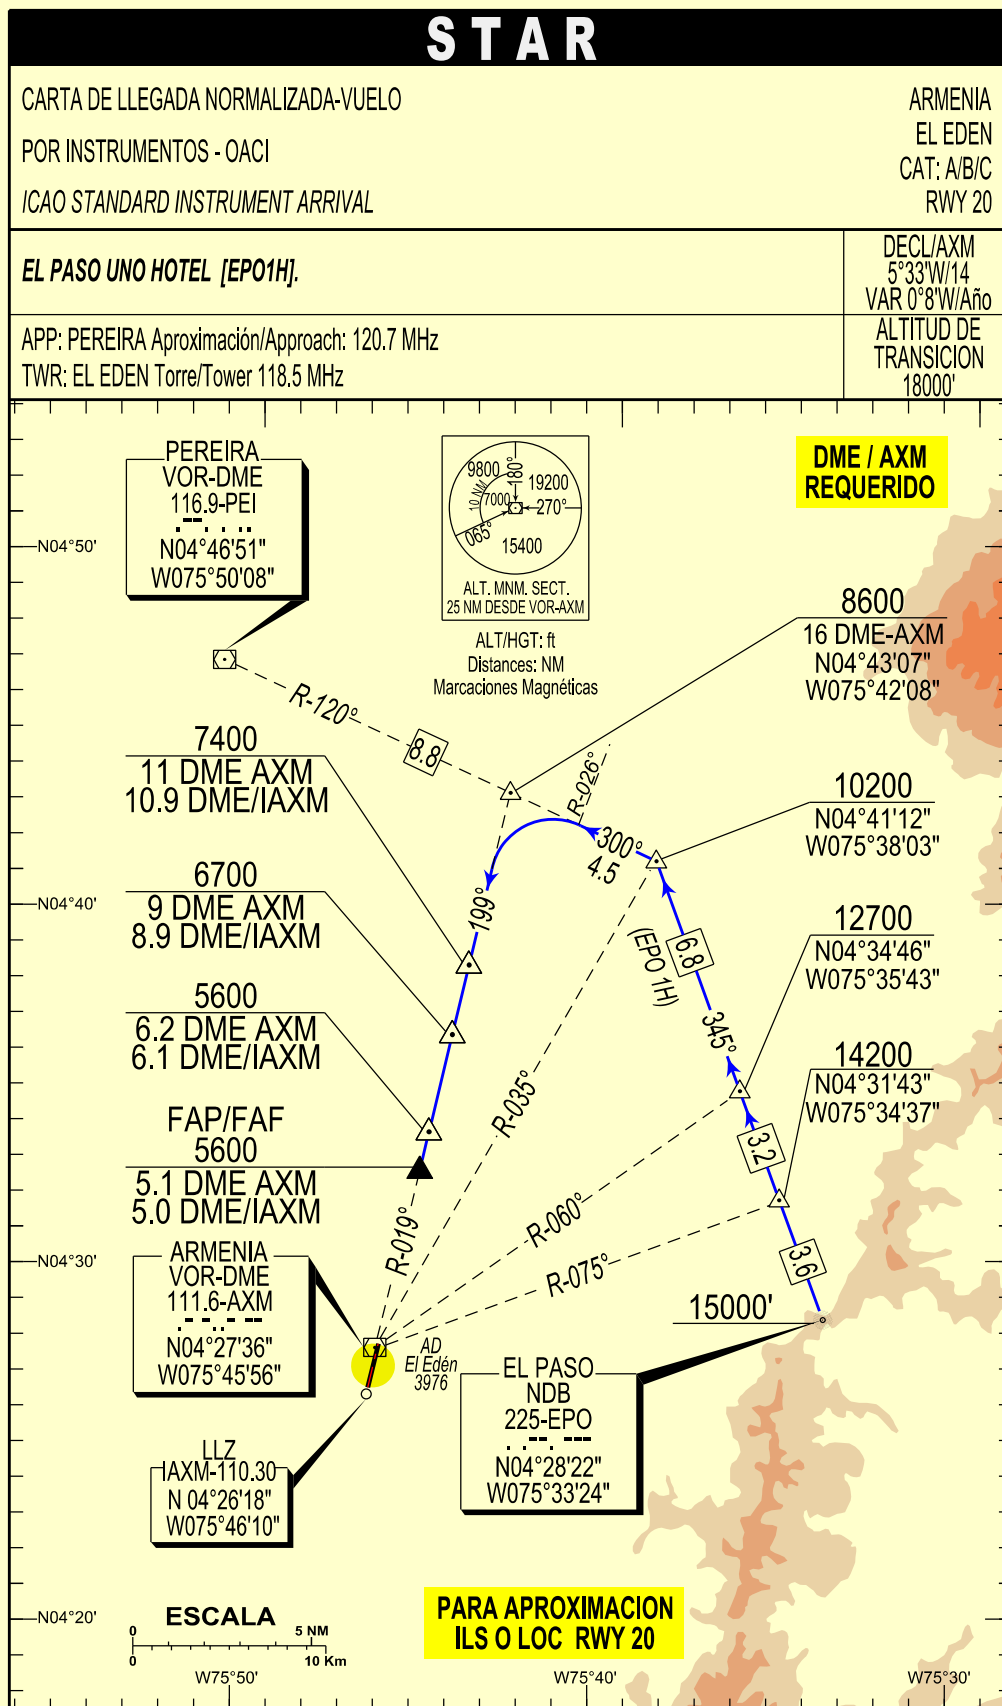 STAR
CARTA DE LLEGADA NORMALIZADA-VUELO
POR INSTRUMENTOS - OACI
ICAO STANDARD INSTRUMENT ARRIVAL
ARMENIA
EL EDEN
CAT: A/B/C
RWY 20
EL PASO UNO HOTEL [EPO1H].
DECL/AXM
5°33'W/14
VAR 0°8'W/Año
APP: PEREIRA Aproximación/Approach: 120.7 MHz
TWR: EL EDEN Torre/Tower 118.5 MHz
ALTITUD DE
TRANSICION
18000'
PEREIRA
VOR-DME
116.9-PEI
N04°46'51"
W075°50'08"
9800
180°
19200
10 NM
7000
270°
065°
15400
ALT. MNM. SECT.
25 NM DESDE VOR-AXM
ALT/HGT: ft
Distances: NM
Marcaciones Magnéticas
DME / AXM
REQUERIDO
N04°50'
8600
16 DME-AXM
N04°43'07"
W075°42'08"
R-120°
8.8
R-026°
7400
11 DME AXM
10.9 DME/IAXM
10200
N04°41'12"
W075°38'03"
300°
4.5
6700
9 DME AXM
8.9 DME/IAXM
N04°40'
199°
12700
N04°34'46"
W075°35'43"
6.8
(EPO 1H)
345°
5600
6.2 DME AXM
6.1 DME/IAXM
14200
N04°31'43"
W075°34'37"
R-035°
3.2
FAP/FAF
5600
5.1 DME AXM
5.0 DME/IAXM
R-019°
R-060°
R-075°
3.6
N04°30'
ARMENIA
VOR-DME
111.6-AXM
N04°27'36"
W075°45'56"
15000'
AD
El Edén
3976
EL PASO
NDB
225-EPO
N04°28'22"
W075°33'24"
LLZ
IAXM-110.30
N 04°26'18"
W075°46'10"
N04°20'
ESCALA
0 5 NM
0 10 Km
PARA APROXIMACION
ILS O LOC RWY 20
W75°50' W75°40' W75°30'